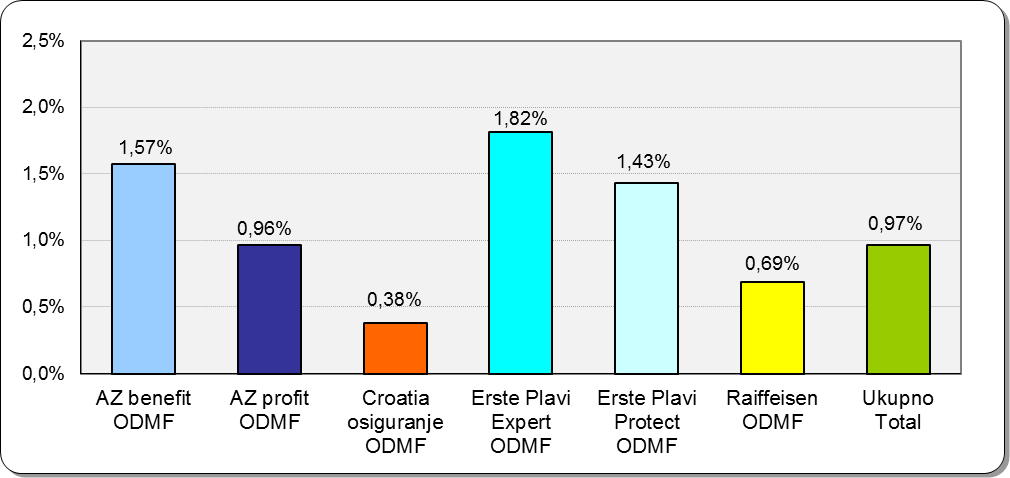 2,5%
2,0%
1,5%
1,0%
0,5%
0,0%
1,57%
0,96%
0,38%
1,82%
1,43%
0,69%
0,97%
AZ benefit
ODMF
AZ profit
ODMF
Croatia
osiguranje
ODMF
Erste Plavi
Expert
ODMF
Erste Plavi
Protect
ODMF
Raiffeisen
ODMF
Ukupno
Total